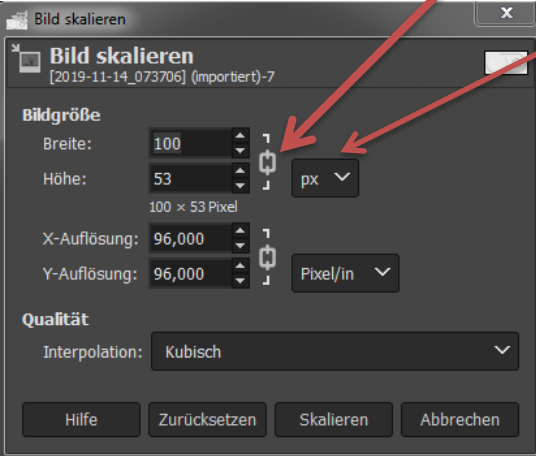 Bild skalieren
x
Bild skalieren
[2019-11-14_073706] (importiert)-7
Bildgröße
Breite: 100
Höhe: 53 px
100 × 53 Pixel
X-Auflösung: 96,000
Y-Auflösung: 96,000 Pixel/in
Qualität
Interpolation: Kubisch
Hilfe Zurücksetzen Skalieren Abbrechen